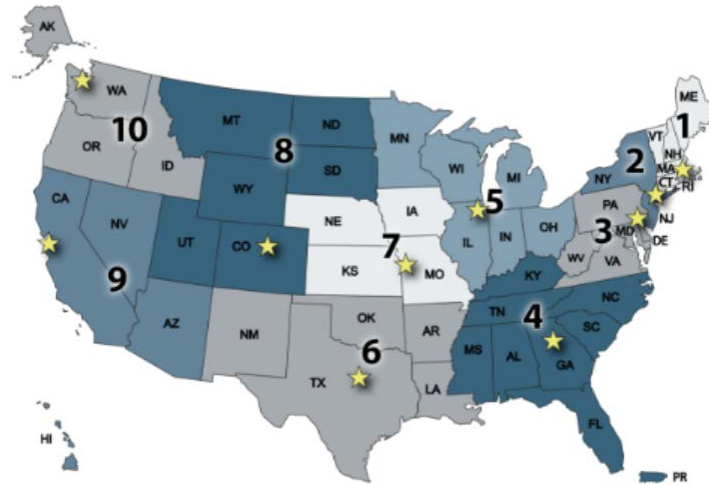 AK
WA
10
OR
ID
MT
ND
8
SD
WY
MN
WI
MI
5
IL
IN
OH
ME
VT
1
NH
2
NY
MA
CT
RI
PA
NJ
3
MD
DE
WV
VA
CA
NV
9
AZ
UT
CO
NE
IA
7
KS
MO
KY
NC
TN
4
SC
MS
AL
GA
FL
NM
OK
AR
6
TX
LA
HI
PR